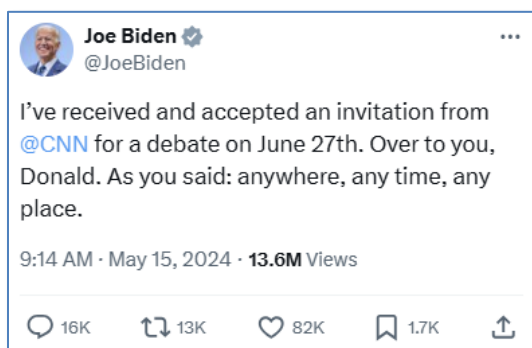 Joe Biden
@JoeBiden
I’ve received and accepted an invitation from
@CNN for a debate on June 27th. Over to you,
Donald. As you said: anywhere, any time, any
place.
9:14 AM · May 15, 2024 · 13.6M Views
16K 13K 82K 1.7K